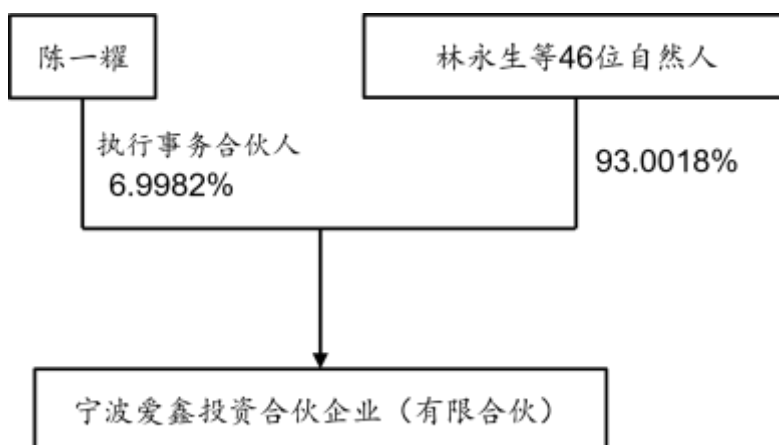 陈一耀
林永生等46位自然人
执行事务合伙人
6.9982%
93.0018%
宁波爱鑫投资合伙企业（有限合伙）